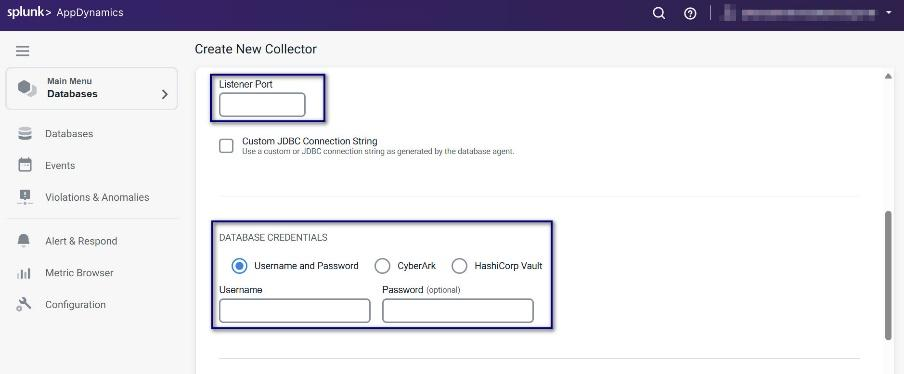 splunk> AppDynamics
Create New Collector
Main Menu
Databases
Databases
Events
Violations & Anomalies
Alert & Respond
Metric Browser
Configuration
Listener Port
Custom JDBC Connection String
Use a custom or JDBC connection string as generated by the database agent.
DATABASE CREDENTIALS
Username and Password CyberArk HashiCorp Vault
Username Password (optional)